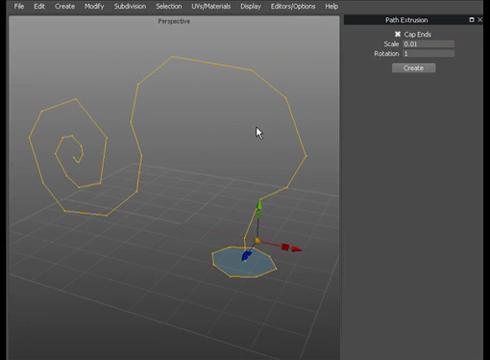 File Edit Create Modify Subdivision Selection UVs/Materials Display Editors/Options Help
Perspective
Path Extrusion
Cap Ends
Scale 0.01
Rotation 1
Create